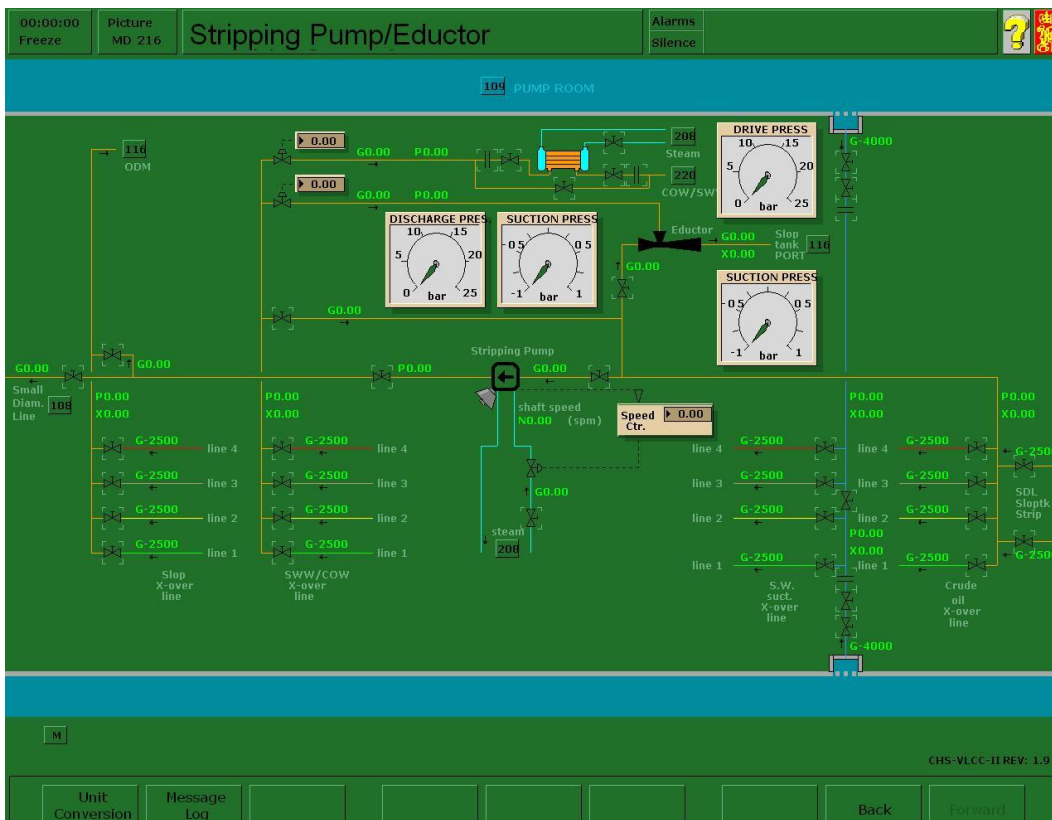 00:00:00
Freeze
Picture
MD 216
Stripping Pump/Eductor
Alarms
Silence
?
109 PUMP ROOM
116
ODM
0.00
G0.00 P0.00
208
Steam
220
COW/SW
0.00
G0.00 P0.00
DRIVE PRESS
10 15
5 20
0 25
bar
G-4000
DISCHARGE PRES
10 15
5 20
0 25
bar
SUCTION PRESS
-0 5 0 5
-1 1
bar
Eductor
G0.00
X0.00
Slop
tank
PORT
116
G0.00
SUCTION PRESS
-0 5 0 5
-1 1
bar
G0.00
Stripping Pump
G0.00
G0.00
P0.00
G0.00
Small
Diam.
Line
108
P0.00
X0.00
P0.00
X0.00
shaft speed
N0.00 (spm)
Speed
Ctr.
0.00
P0.00
X0.00
P0.00
X0.00
G-2500 line 4
G-2500 line 4
line 4 G-2500
line 4 G-2500
G-250
G-2500 line 3
G-2500 line 3
line 3 G-2500
line 3 G-2500
SDL
Sloptk
Strip
G0.00
G-2500 line 2
G-2500 line 2
line 2 G-2500
line 2 G-2500
steam
208
P0.00
X0.00
G-2500 line 1
G-2500 line 1
line 1 G-2500
line 1 G-2500
G-250
Slop
X-over
line
SWW/COW
X-over
line
S.W.
suct.
X-over
line
Crude
oil
X-over
line
G-4000
M
CHS-VLCC-II REV: 1.9
Unit
Conversion
Message
Log
Back
Forward